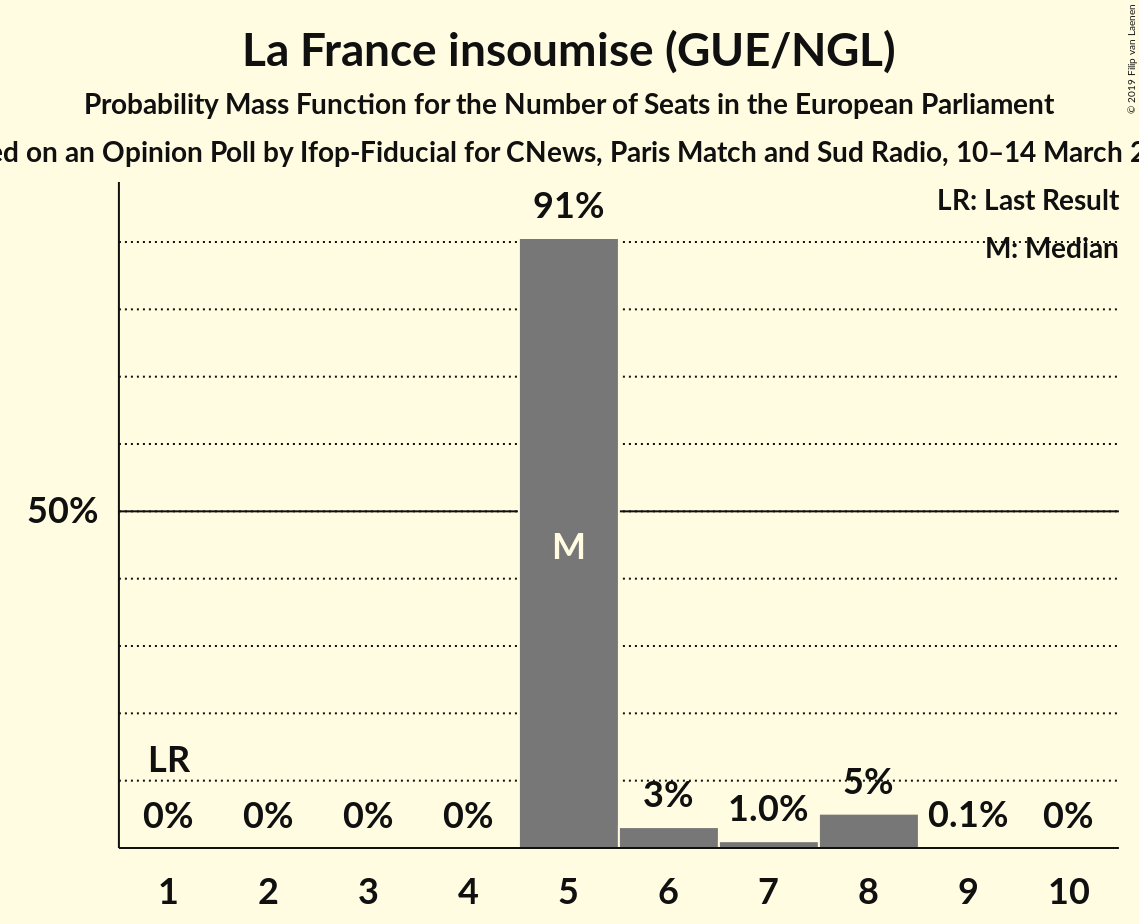 La France insoumise (GUE/NGL)
Probability Mass Function for the Number of Seats in the European Parliament
on an Opinion Poll by Ifop-Fiducial for CNews, Paris Match and Sud Radio, 10–14 March
© 2019 Filip van Laenen
LR: Last Result
M: Median
91%
50%
M
LR
0%
0%
0%
0%
3%
1.0%
5%
0.1%
0%
1 2 3 4 5 6 7 8 9 10